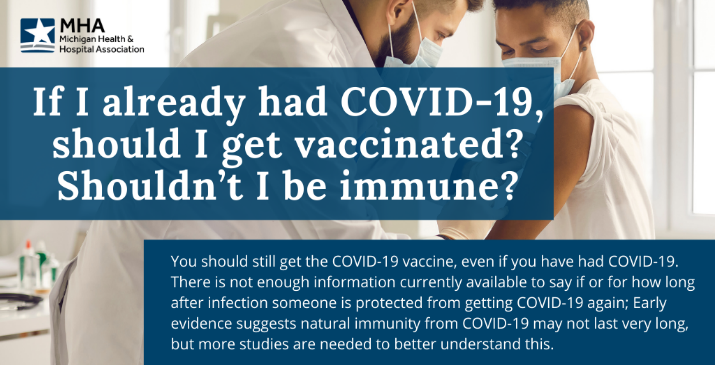 MHA
Michigan Health &
Hospital Association
If I already had COVID-19,
should I get vaccinated?
Shouldn't I be immune?
You should still get the COVID-19 vaccine, even if you have had COVID-19.
There is not enough information currently available to say if or for how long
after infection someone is protected from getting COVID-19 again; Early
evidence suggests natural immunity from COVID-19 may not last very long,
but more studies are needed to better understand this.